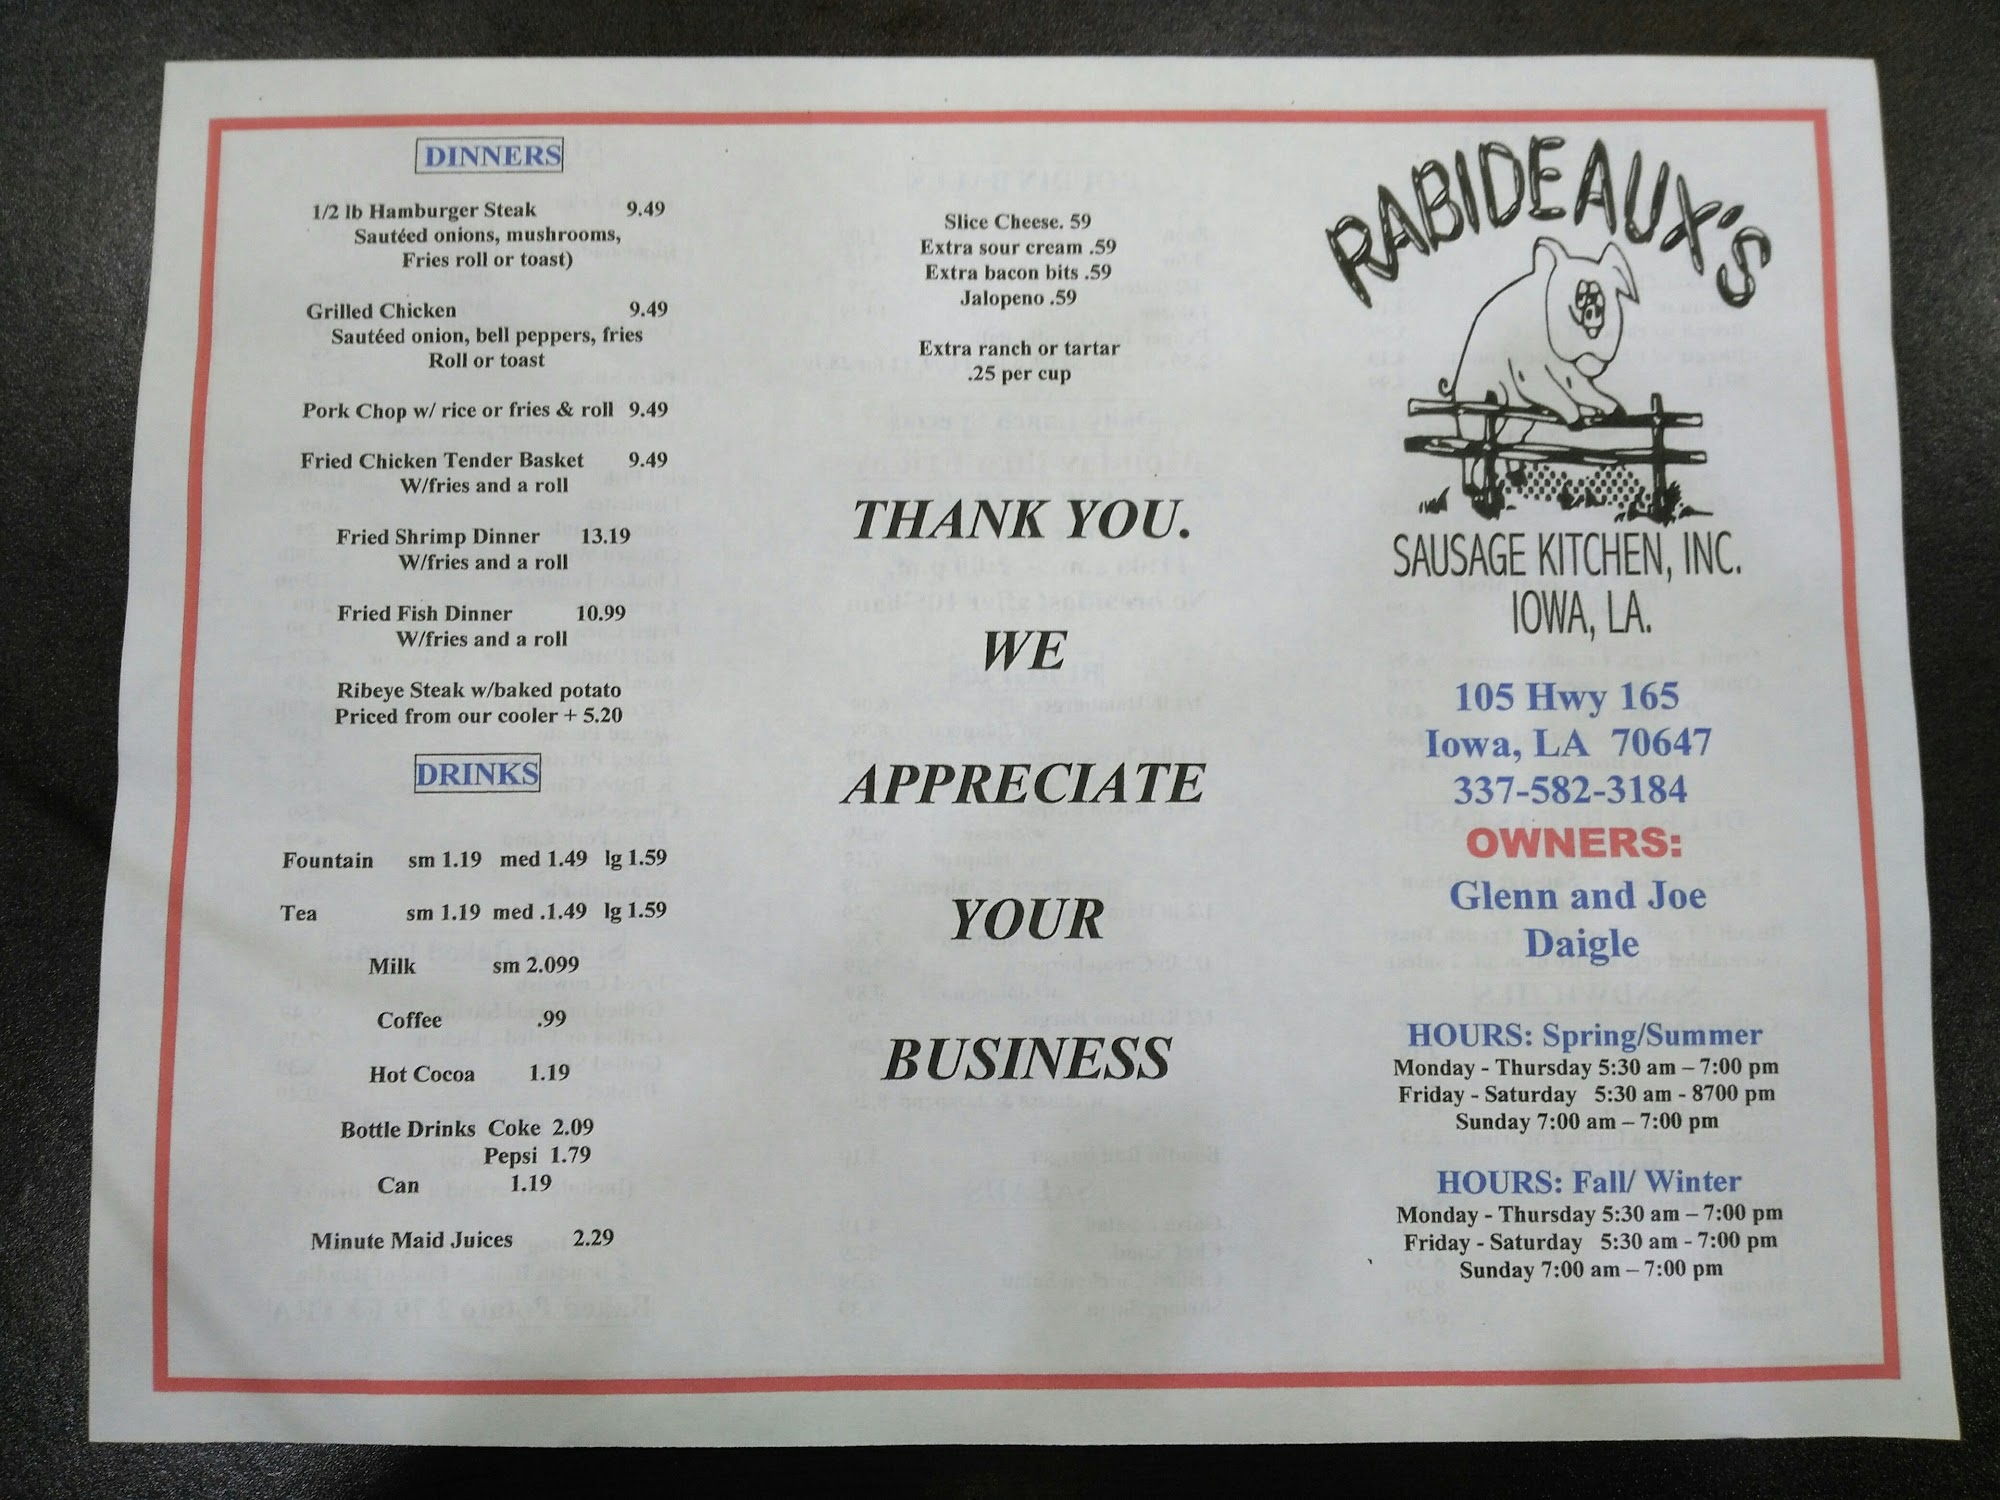 DINNERS
1/2 lb Hamburger Steak 9.49
Sautéed onions, mushrooms,
Fries roll or toast)
Grilled Chicken 9.49
Sautéed onion, bell peppers, fries
Roll or toast
Pork Chop w/ rice or fries & roll 9.49
Fried Chicken Tender Basket 9.49
W/fries and a roll
Fried Shrimp Dinner 13.19
W/fries and a roll
Fried Fish Dinner 10.99
W/fries and a roll
Ribeye Steak w/baked potato
Priced from our cooler + 5.20
DRINKS
Fountain sm 1.19 med 1.49 lg 1.59
Tea sm 1.19 med .1.49 lg 1.59
Milk sm 2.099
Coffee .99
Hot Cocoa 1.19
Bottle Drinks Coke 2.09
Pepsi 1.79
Can 1.19
Minute Maid Juices 2.29
Slice Cheese. 59
Extra sour cream .59
Extra bacon bits .59
Jalopeno .59
Extra ranch or tartar
.25 per cup
THANK YOU.
WE
APPRECIATE
YOUR
BUSINESS
RABIDEAUX'S
SAUSAGE KITCHEN, INC.
IOWA, LA.
105 Hwy 165
Iowa, LA 70647
337-582-3184
OWNERS:
Glenn and Joe
Daigle
HOURS: Spring/Summer
Monday - Thursday 5:30 am – 7:00 pm
Friday - Saturday 5:30 am - 8700 pm
Sunday 7:00 am – 7:00 pm
HOURS: Fall/ Winter
Monday - Thursday 5:30 am – 7:00 pm
Friday - Saturday 5:30 am - 7:00 pm
Sunday 7:00 am – 7:00 pm